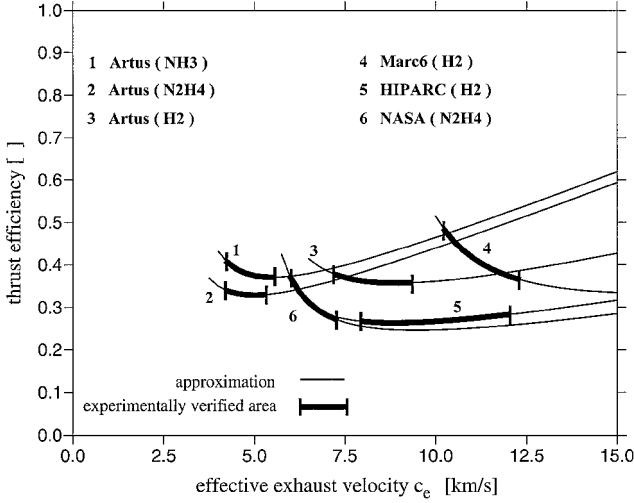 1.0
0.9
0.8
0.7
0.6
0.5
0.4
0.3
0.2
0.1
0.0
thrust efficiency [ ]
1 Artus ( NH3 )
2 Artus ( N2H4 )
3 Artus ( H2 )
4 Marc6 ( H2 )
5 HIPARC ( H2 )
6 NASA ( N2H4 )
1
2
3
4
5
6
approximation
experimentally verified area
0.0 2.5 5.0 7.5 10.0 12.5 15.0
effective exhaust velocity ce [km/s]